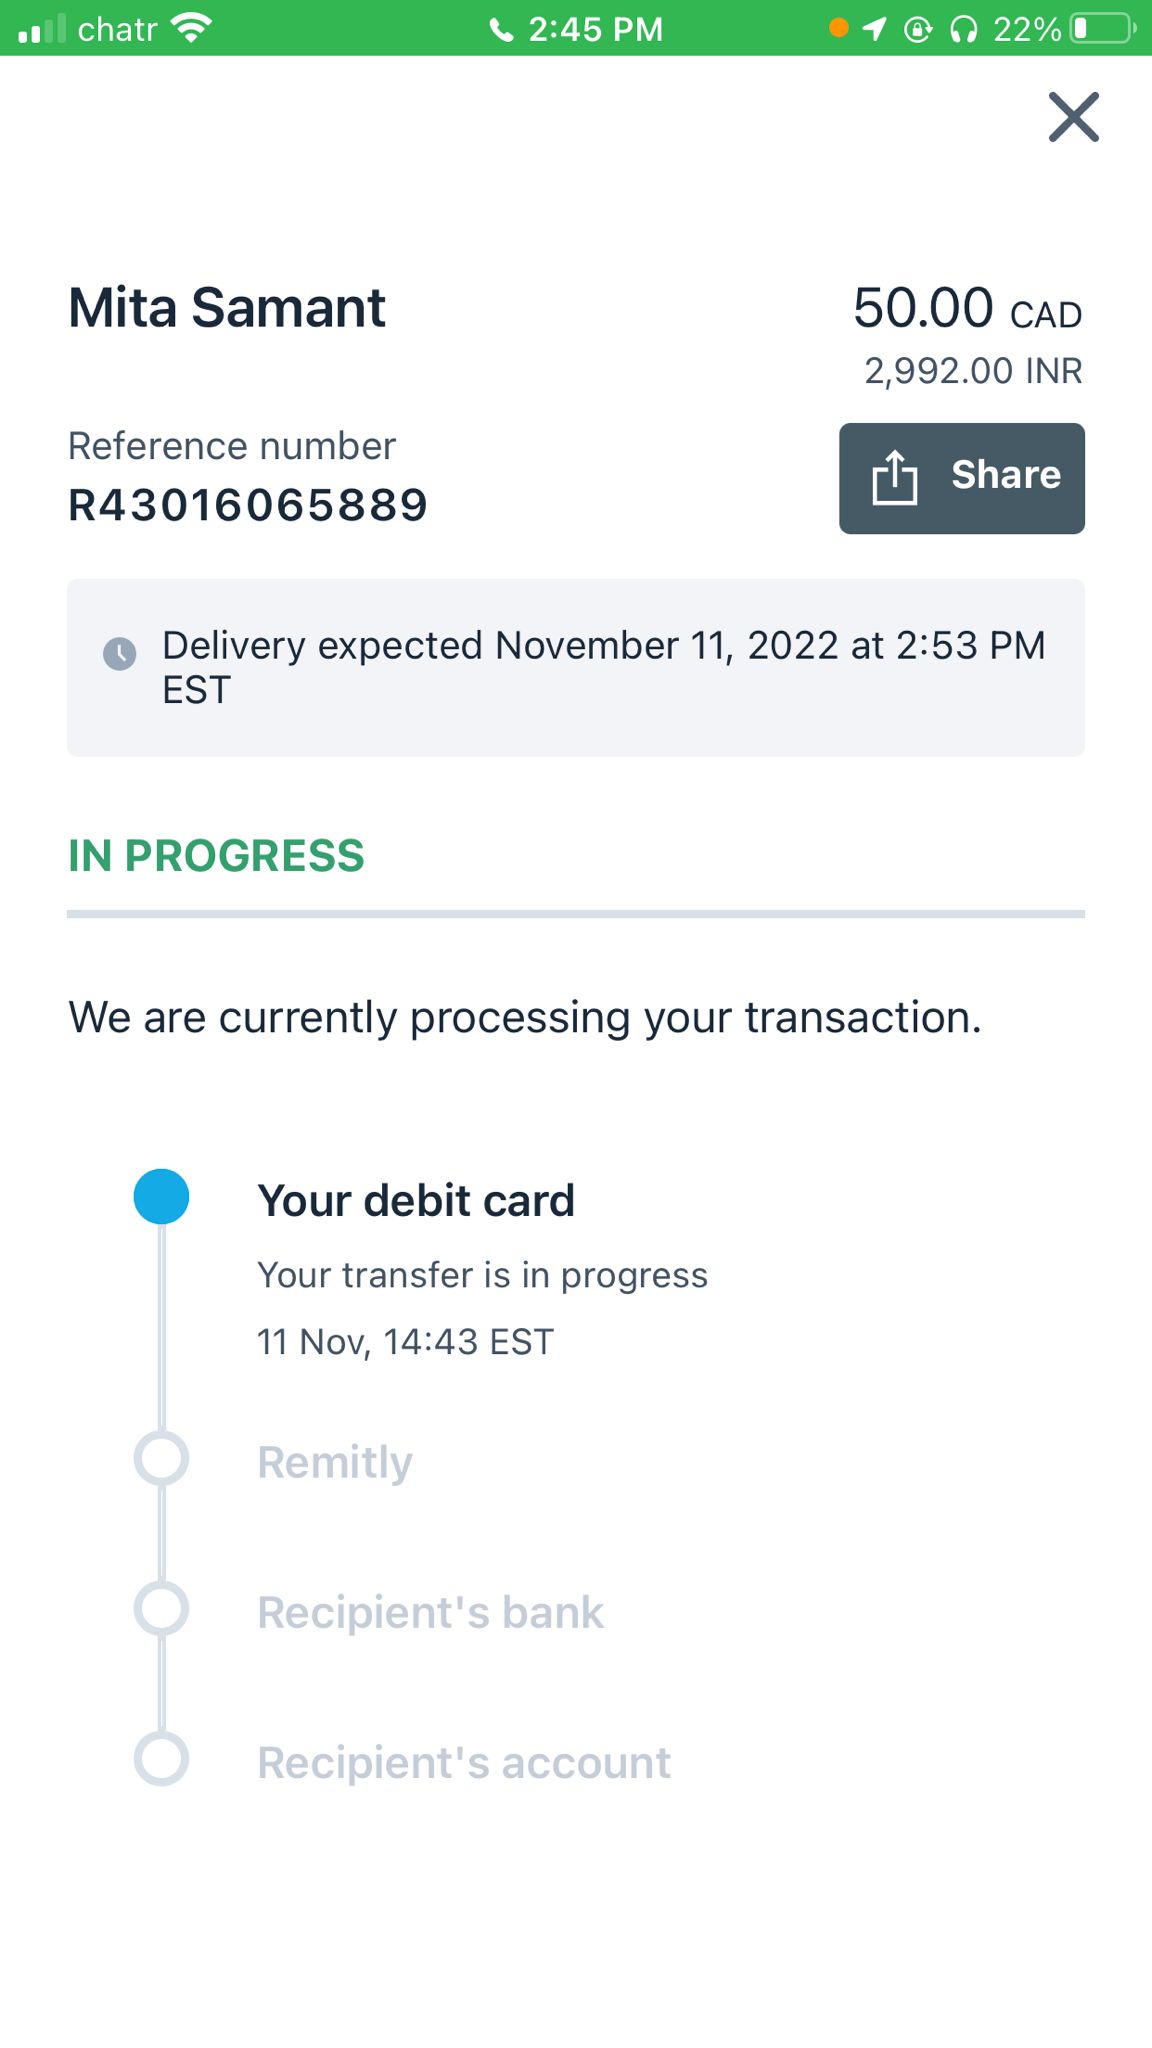 chatr 2:45 PM 22%
Mita Samant 50.00 CAD
2,992.00 INR
Reference number
R43016065889
Share
Delivery expected November 11, 2022 at 2:53 PM
EST
IN PROGRESS
We are currently processing your transaction.
Your debit card
Your transfer is in progress
11 Nov, 14:43 EST
Remitly
Recipient's bank
Recipient's account